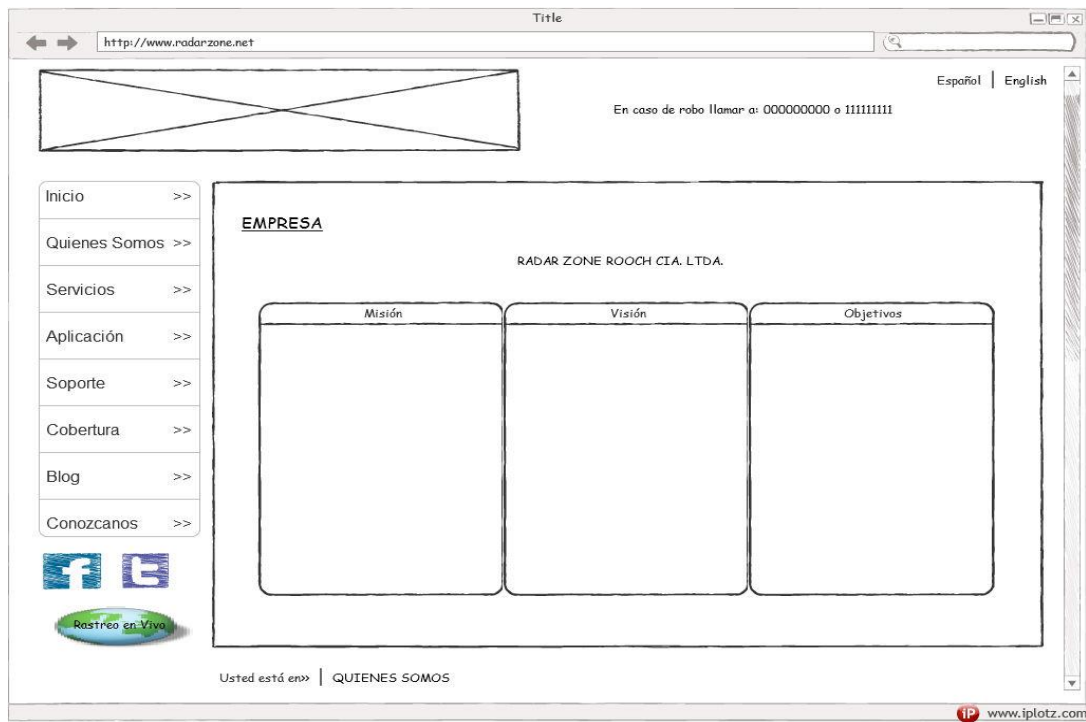 Title
http://www.radarzone.net
Español | English
En caso de robo llamar a: 000000000 o 111111111
Inicio >>
Quienes Somos >>
Servicios >>
Aplicación >>
Soporte >>
Cobertura >>
Blog >>
Conozcanos >>
f t
Rastreo en Vivo
EMPRESA
RADAR ZONE ROOCH CIA. LTDA.
Misión Visión Objetivos
Usted está en» | QUIENES SOMOS
iP www.iplotz.com